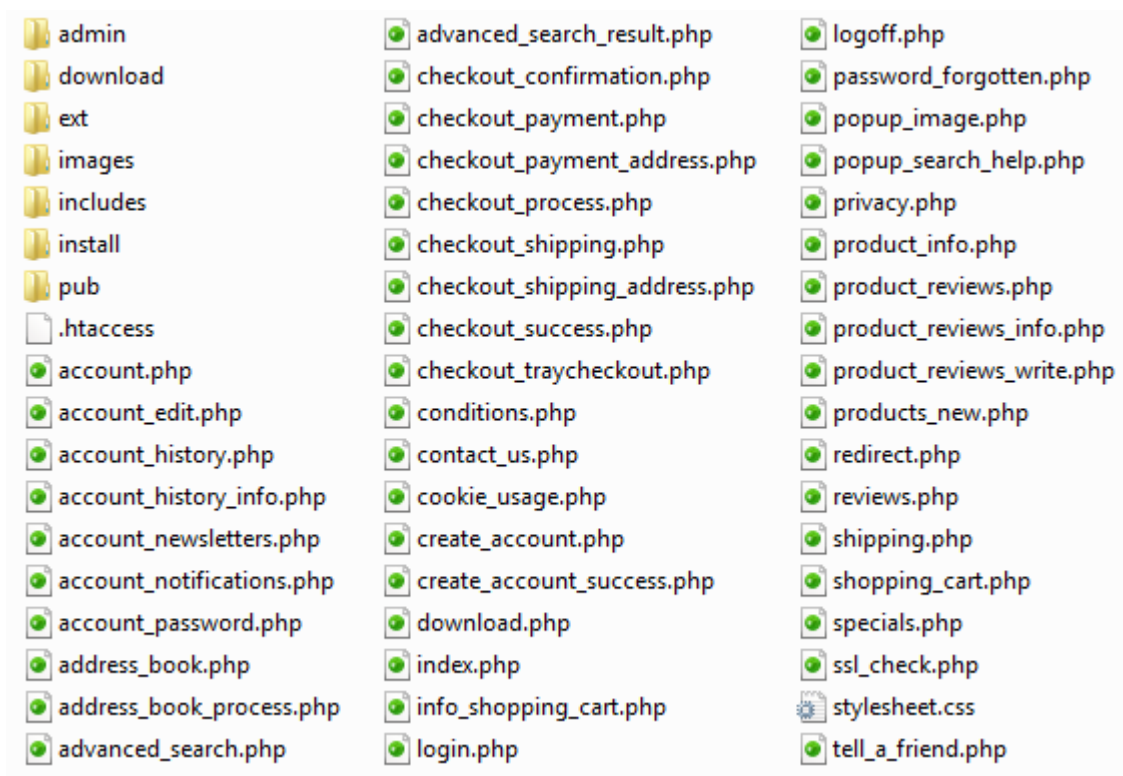 admin
download
ext
images
includes
install
pub
.htaccess
account.php
account_edit.php
account_history.php
account_history_info.php
account_newsletters.php
account_notifications.php
account_password.php
address_book.php
address_book_process.php
advanced_search.php
advanced_search_result.php
checkout_confirmation.php
checkout_payment.php
checkout_payment_address.php
checkout_process.php
checkout_shipping.php
checkout_shipping_address.php
checkout_success.php
checkout_traycheckout.php
conditions.php
contact_us.php
cookie_usage.php
create_account.php
create_account_success.php
download.php
index.php
info_shopping_cart.php
login.php
logoff.php
password_forgotten.php
popup_image.php
popup_search_help.php
privacy.php
product_info.php
product_reviews.php
product_reviews_info.php
product_reviews_write.php
products_new.php
redirect.php
reviews.php
shipping.php
shopping_cart.php
specials.php
ssl_check.php
stylesheet.css
tell_a_friend.php